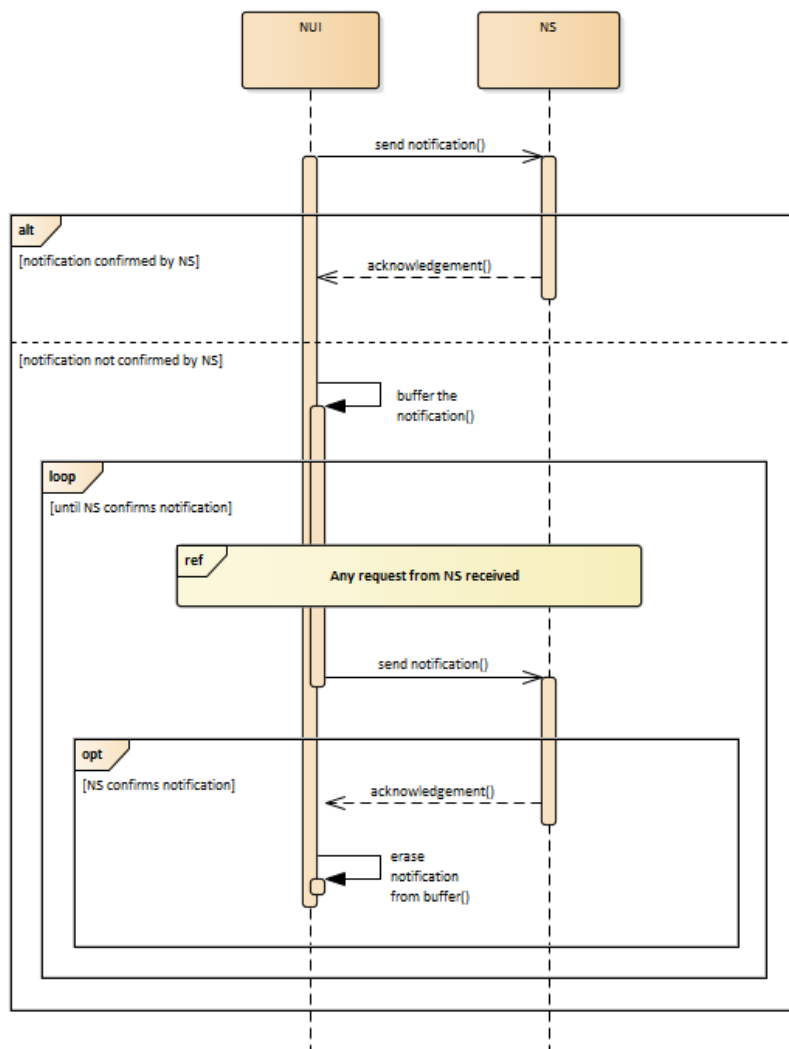 NUI
NS
send notification()
alt
[notification confirmed by NS]
acknowledgement()
[notification not confirmed by NS]
buffer the
notification()
loop
[until NS confirms notification]
ref
Any request from NS received
send notification()
opt
[NS confirms notification]
acknowledgement()
erase
notification
from buffer()